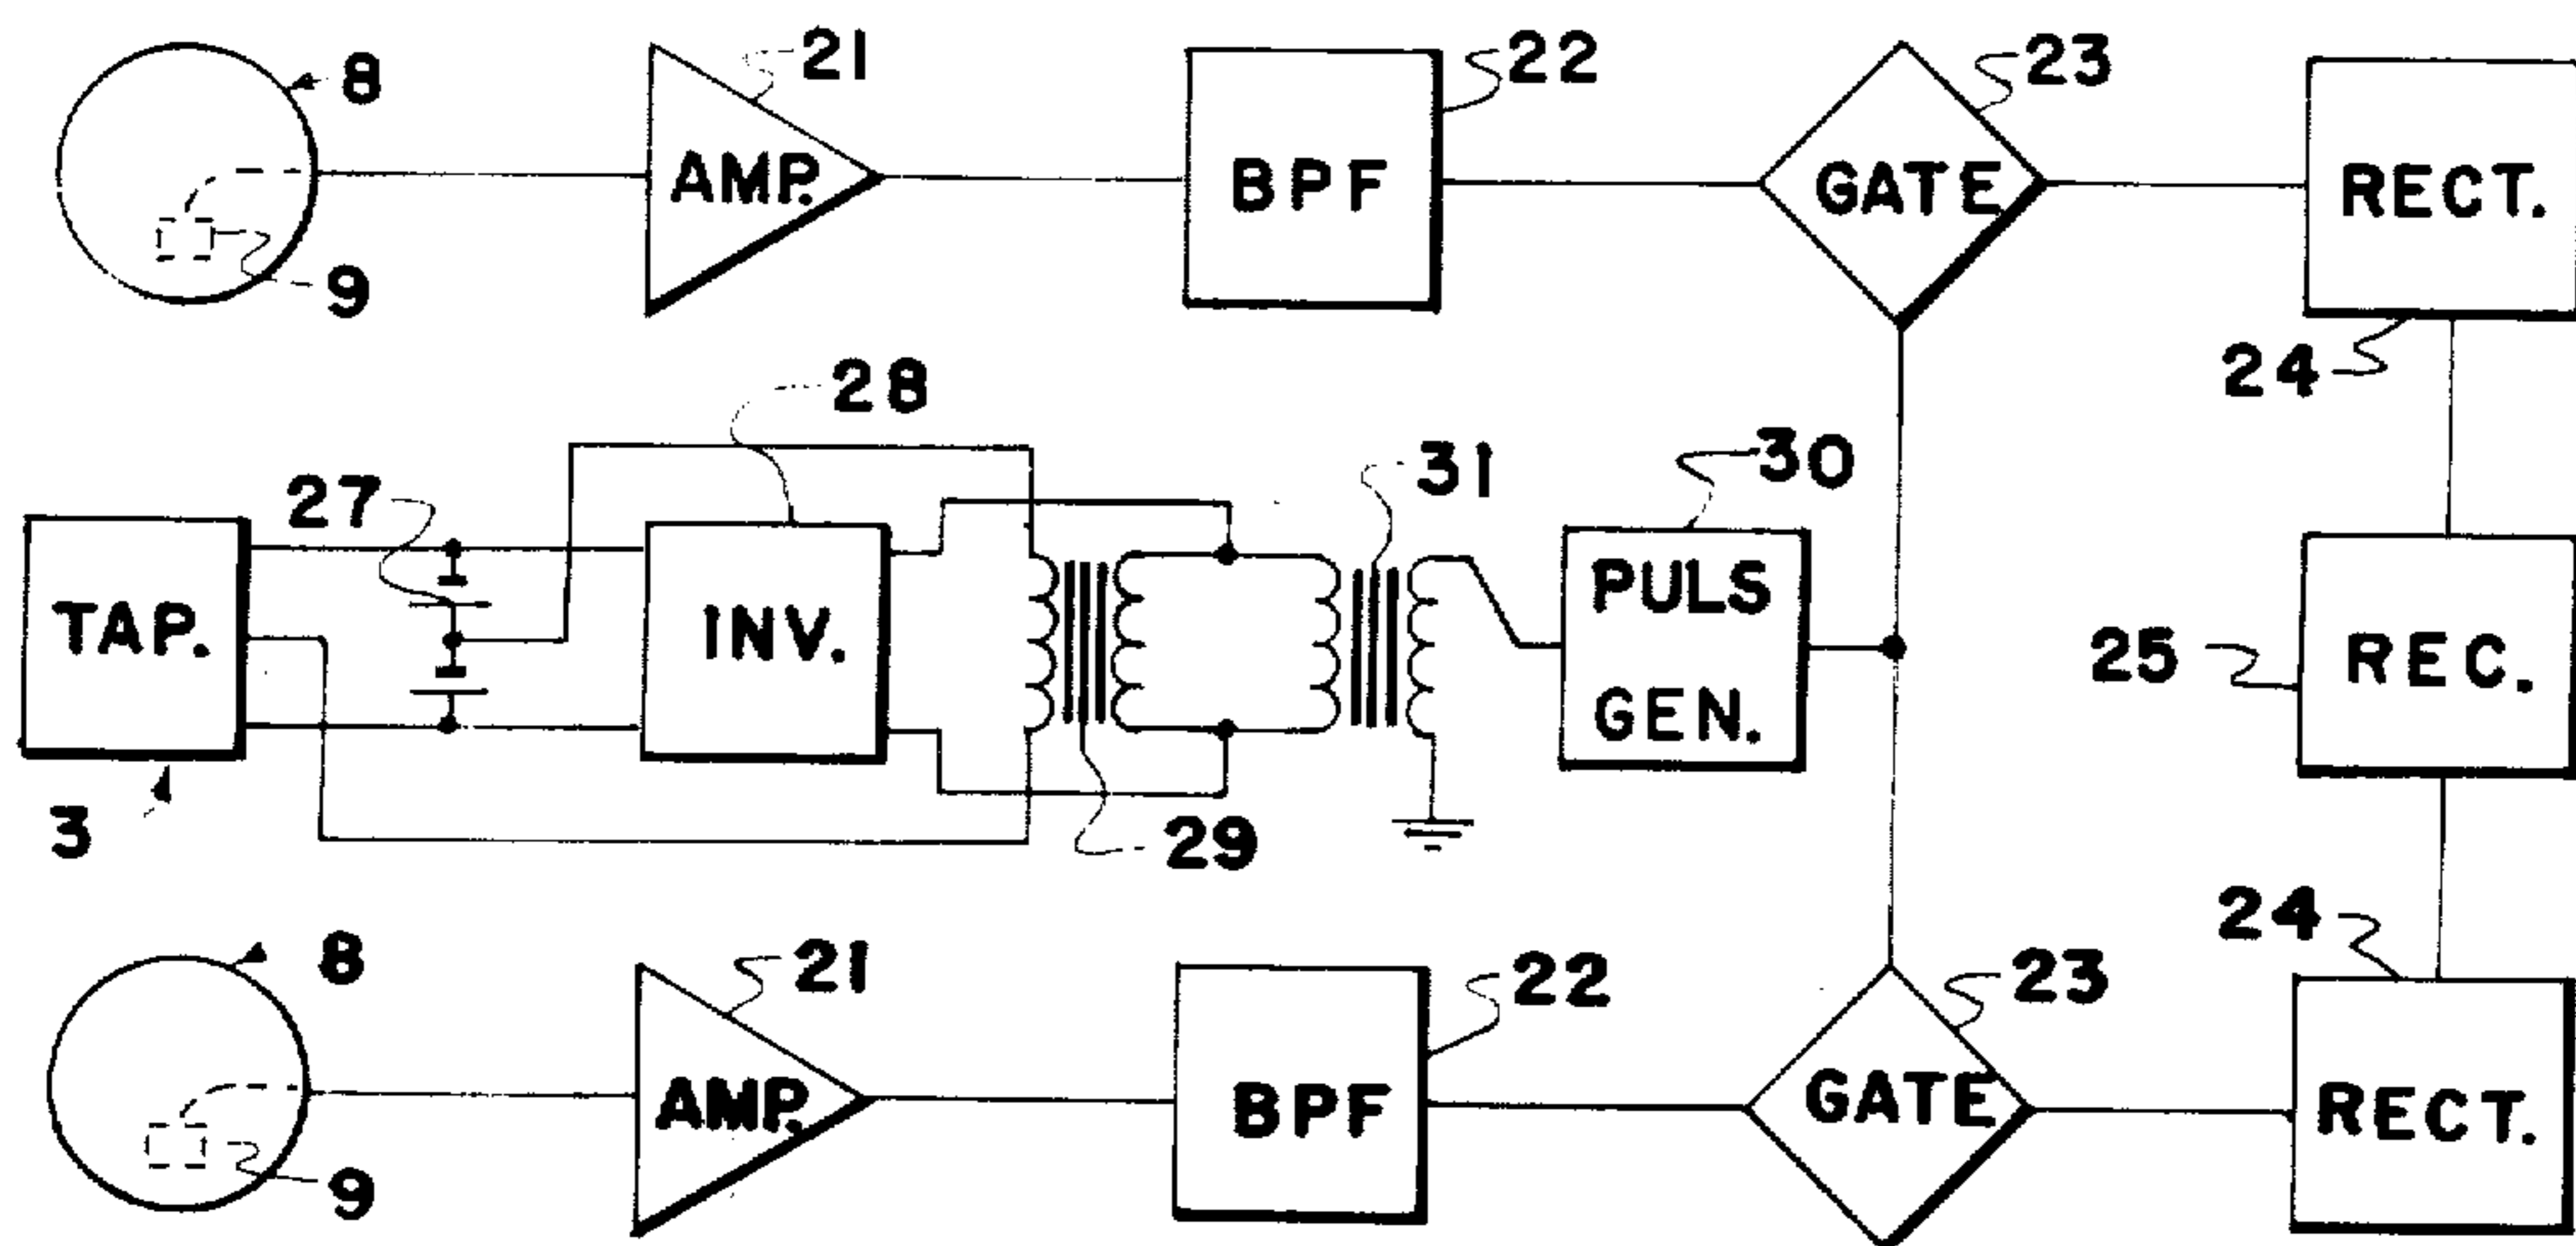 8
21
22
23
AMP.
BPF
GATE
RECT.
9
24
28
27
31
30
TAP.
INV.
PULS
GEN.
25
REC.
3
29
8
21
22
23
24
AMP.
BPF
GATE
RECT.
9